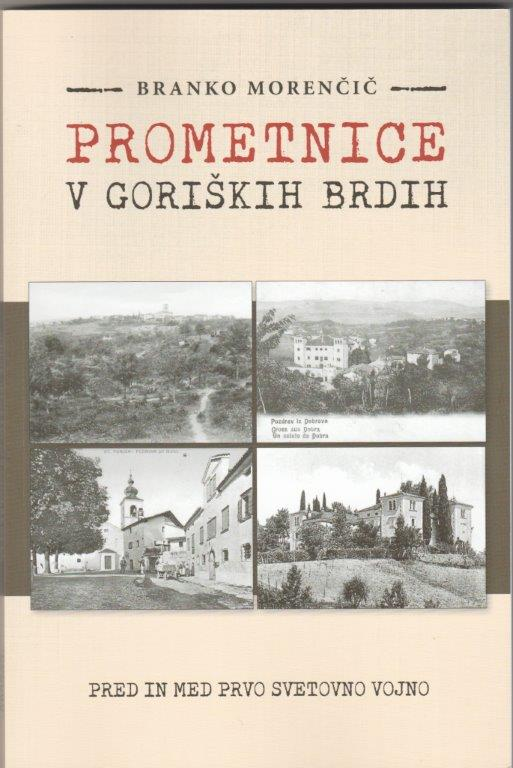 BRANKO MORENČIČ
PROMETNICE
V GORIŠKIH BRDIH
Pozdrav iz Dobrova
Gruss aus Dobra
Un saluto da Dobra
PRED IN MED PRVO SVETOVNO VOJNO